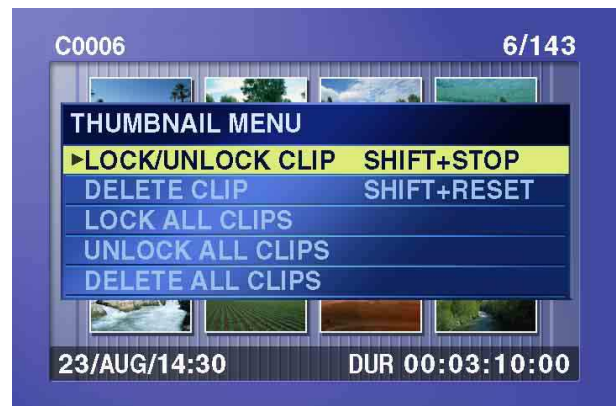 C0006 6/143
THUMBNAIL MENU
►LOCK/UNLOCK CLIP SHIFT+STOP
DELETE CLIP SHIFT+RESET
LOCK ALL CLIPS
UNLOCK ALL CLIPS
DELETE ALL CLIPS
23/AUG/14:30 DUR 00:03:10:00